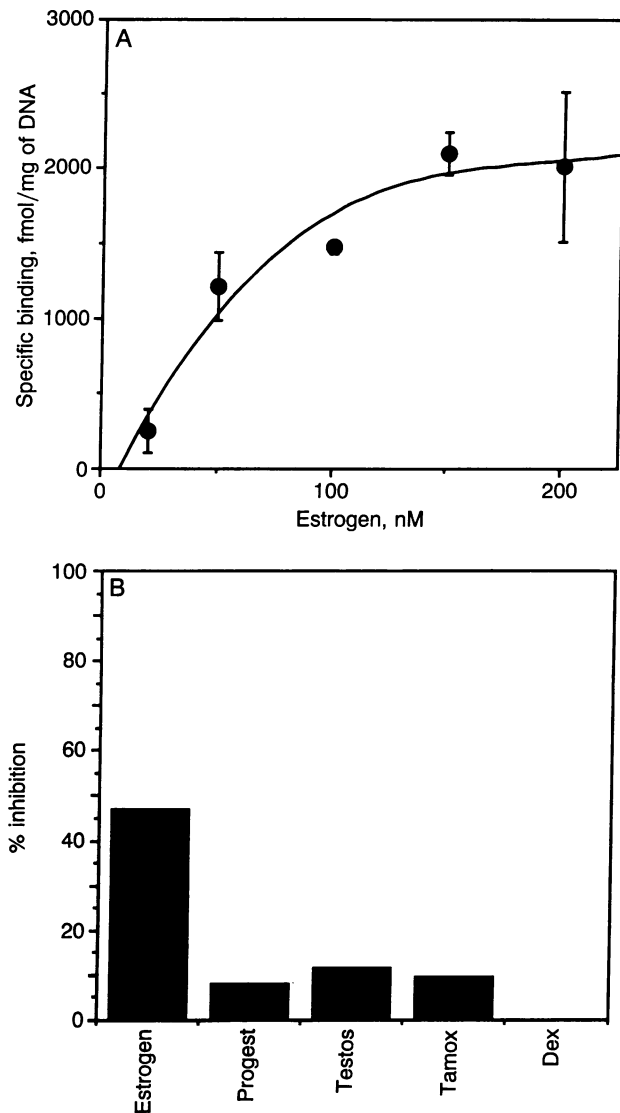 A
3000
2000
1000
0
Specific binding, fmol/mg of DNA
0 100 200
Estrogen, nM
B
100
80
60
40
20
0
% inhibition
Estrogen
Progest
Testos
Tamox
Dex